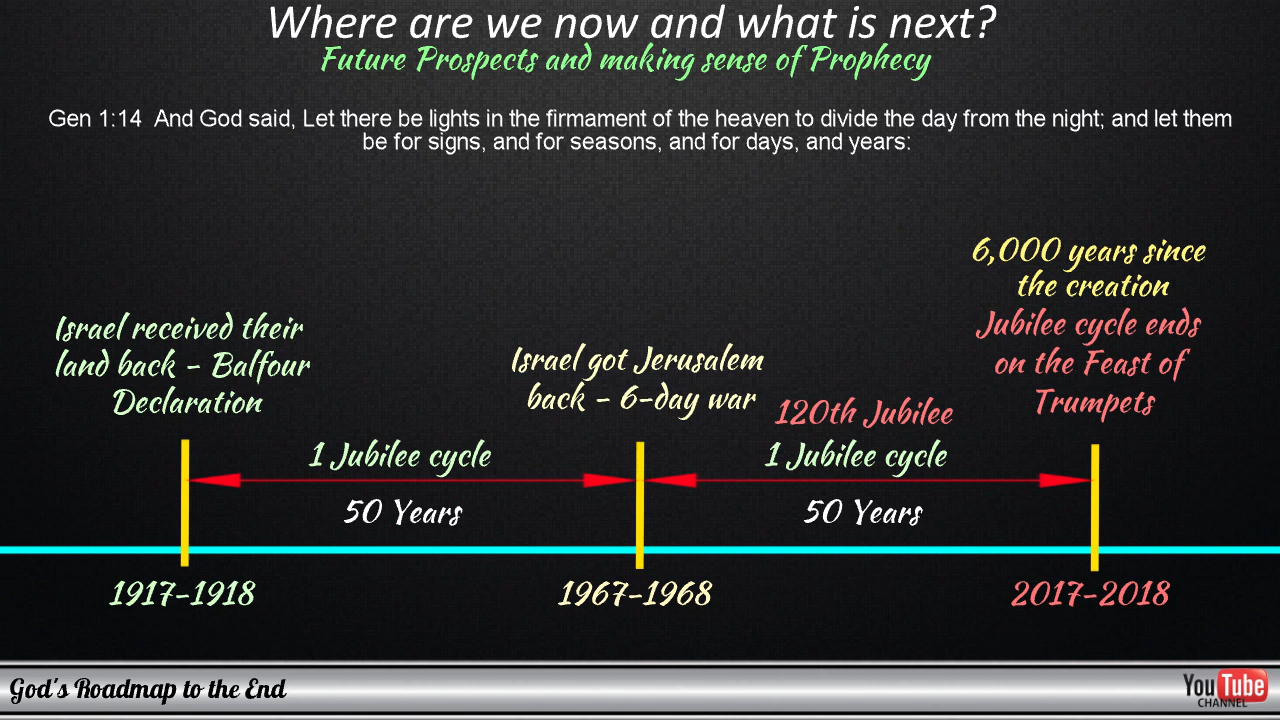 Where are we now and what is next?
Future Prospects and making sense of Prophecy
Gen 1:14  And God said, Let there be lights in the firmament of the heaven to divide the day from the night; and let them
be for signs, and for seasons, and for days, and years:
6,000 years since
the creation
Jubilee cycle ends
on the Feast of
Trumpets
Israel received their
land back - Balfour
Declaration
Israel got Jerusalem
back - 6-day war
120th Jubilee
1 Jubilee cycle
1 Jubilee cycle
50 Years
50 Years
1917-1918
1967-1968
2017-2018
God's Roadmap to the End
YouTube
CHANNEL